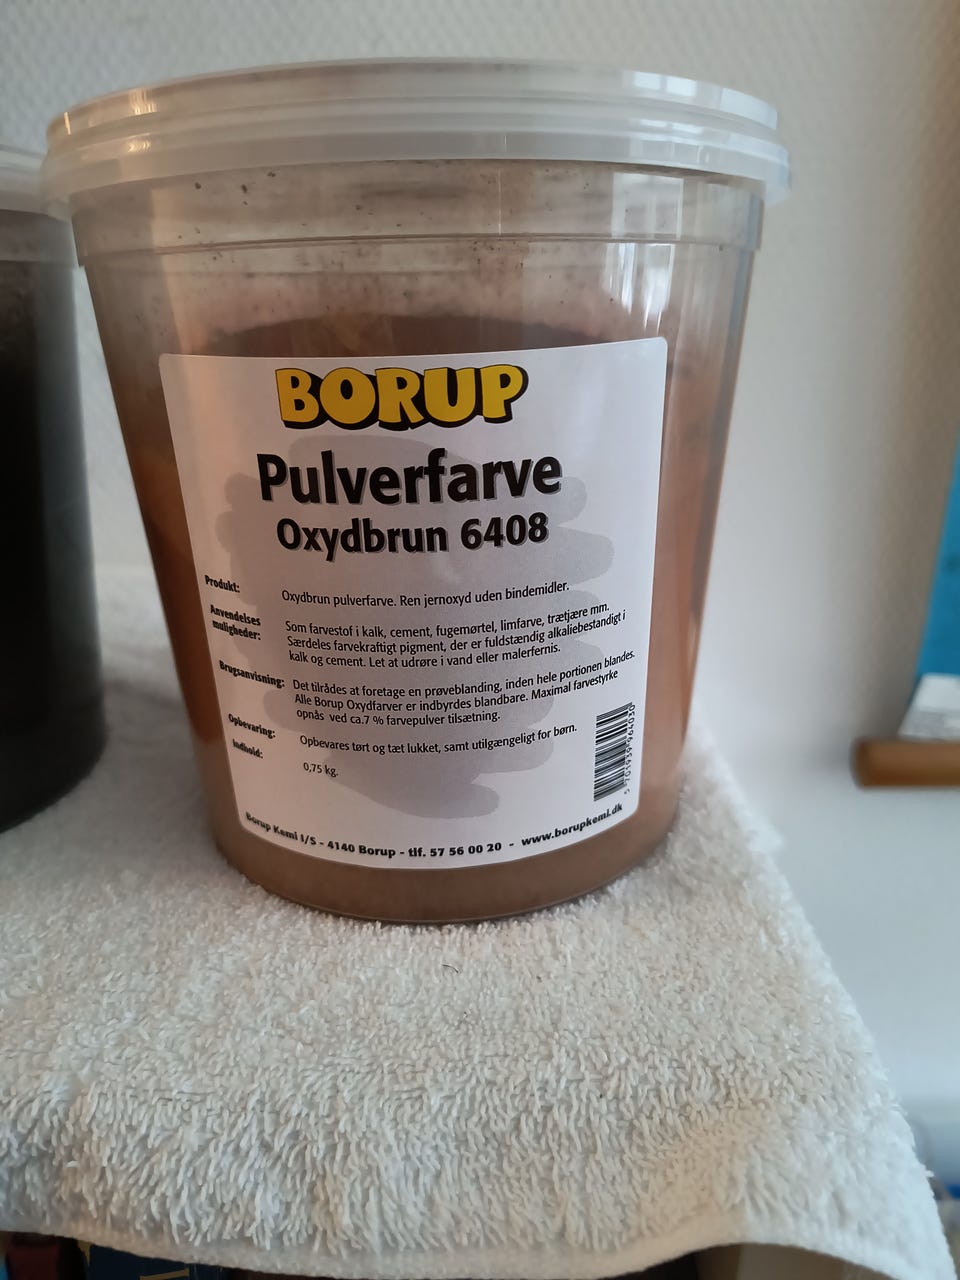 BORUP
Pulverfarve
Oxydbrun 6408
Produkt: Oxydbrun pulverfarve. Ren jernoxyd uden bindemidler.
Anvendelses muligheder: Som farvestof i kalk, cement, fugemørtel, limfarve, trætjære mm.
Særdeles farvekraftigt pigment, der er fuldstændig alkaliebestandigt i
kalk og cement. Let at udrøre i vand eller malerfernis.
Brugsanvisning: Det tilrådes at foretage en prøveblanding, inden hele portionen blandes.
Alle Borup Oxydfarver er indbyrdes blandbare. Maximal farvestyrke
opnås ved ca.7 % farvepulver tilsætning.
Opbevaring: Opbevares tørt og tæt lukket, samt utilgængeligt for børn.
Indhold: 0,75 kg.
5 701939 964030
Borup Kemi I/S - 4140 Borup - tlf. 57 56 00 20 - www.borupkemi.dk